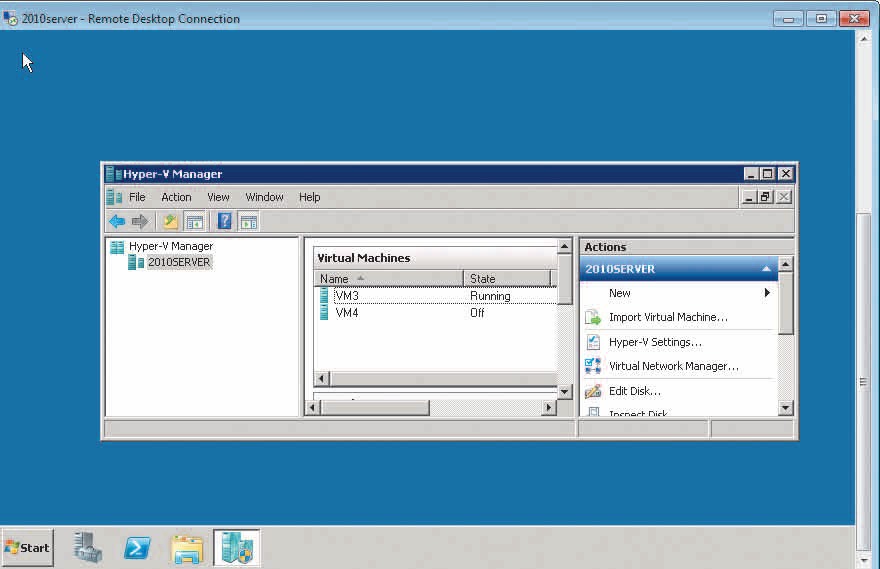 2010server - Remote Desktop Connection
Hyper-V Manager
File Action View Window Help
Hyper-V Manager
2010SERVER
Virtual Machines
Name State
VM3 Running
VM4 Off
Actions
2010SERVER
New
Import Virtual Machine...
Hyper-V Settings...
Virtual Network Manager...
Edit Disk...
Inspect Disk
Start